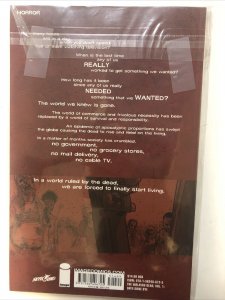 HORROR
When is the last time
any of us
REALLY
worked to get something we wanted?
How long has it been
since any of us really
NEEDED
something that we WANTED?
The world we knew is gone.
The world of commerce and frivolous necessity has been
replaced by a world of survival and responsibility.
An epidemic of apocalyptic proportions has swept
the globe causing the dead to rise and feed on the living.
In a matter of months society has crumbled.
no government,
no grocery stores,
no mail delivery,
no cable TV.
In a world ruled by the dead,
we are forced to finally start living.
IMAGECOMICS.COM